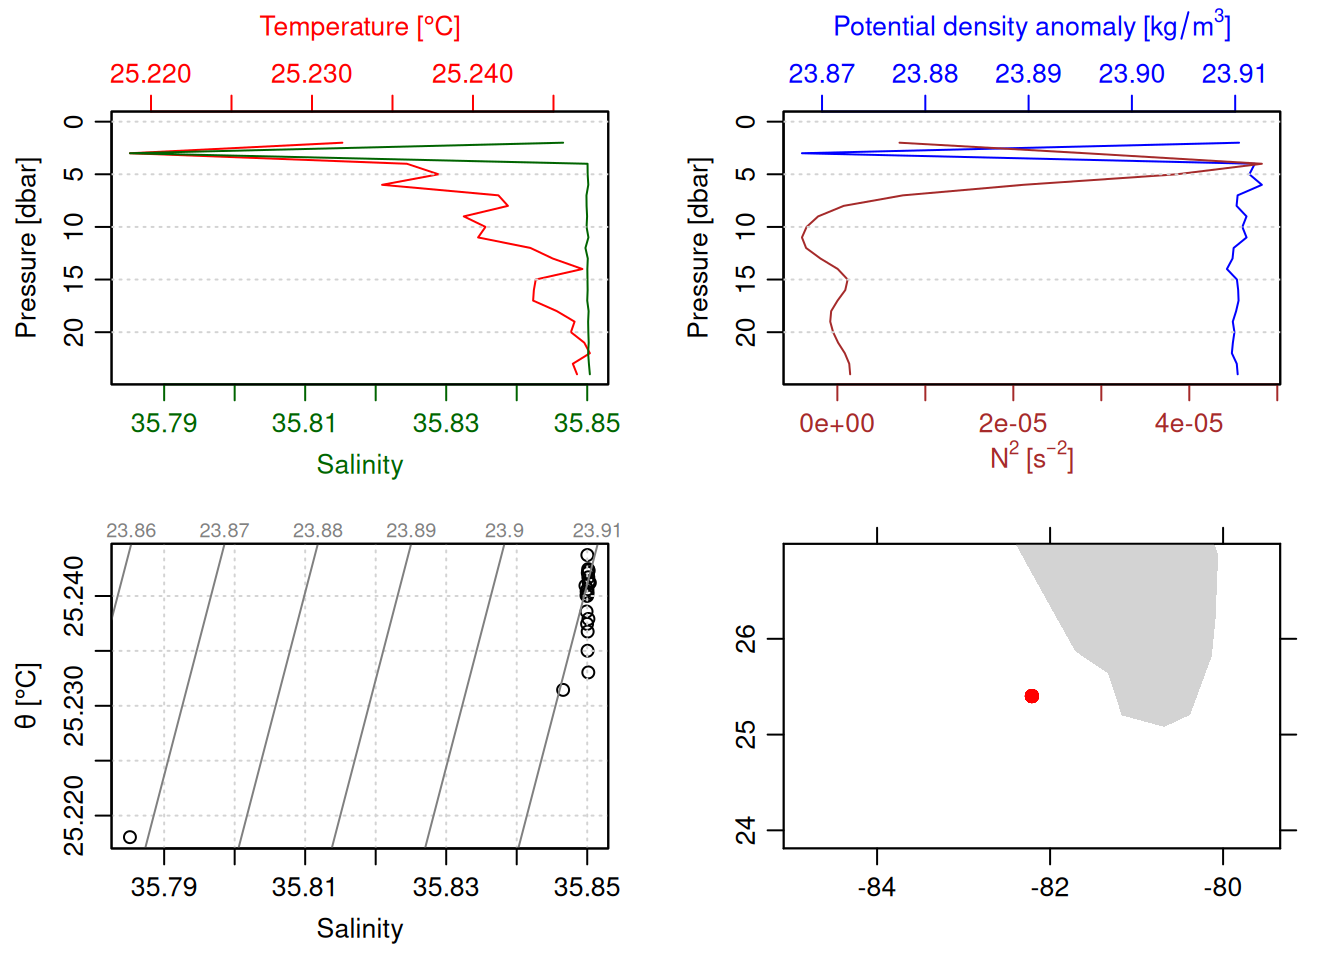 Temperature [°C]
25.220 25.230 25.240
0
5
10
15
20
Pressure [dbar]
35.79 35.81 35.83 35.85
Salinity
Potential density anomaly [kg/m³]
23.87 23.88 23.89 23.90 23.91
0
5
10
15
20
Pressure [dbar]
0e+00 2e-05 4e-05
N² [s⁻²]
23.86 23.87 23.88 23.89 23.9 23.91
25.240
25.230
25.220
θ [°C]
35.79 35.81 35.83 35.85
Salinity
26
25
24
-84 -82 -80